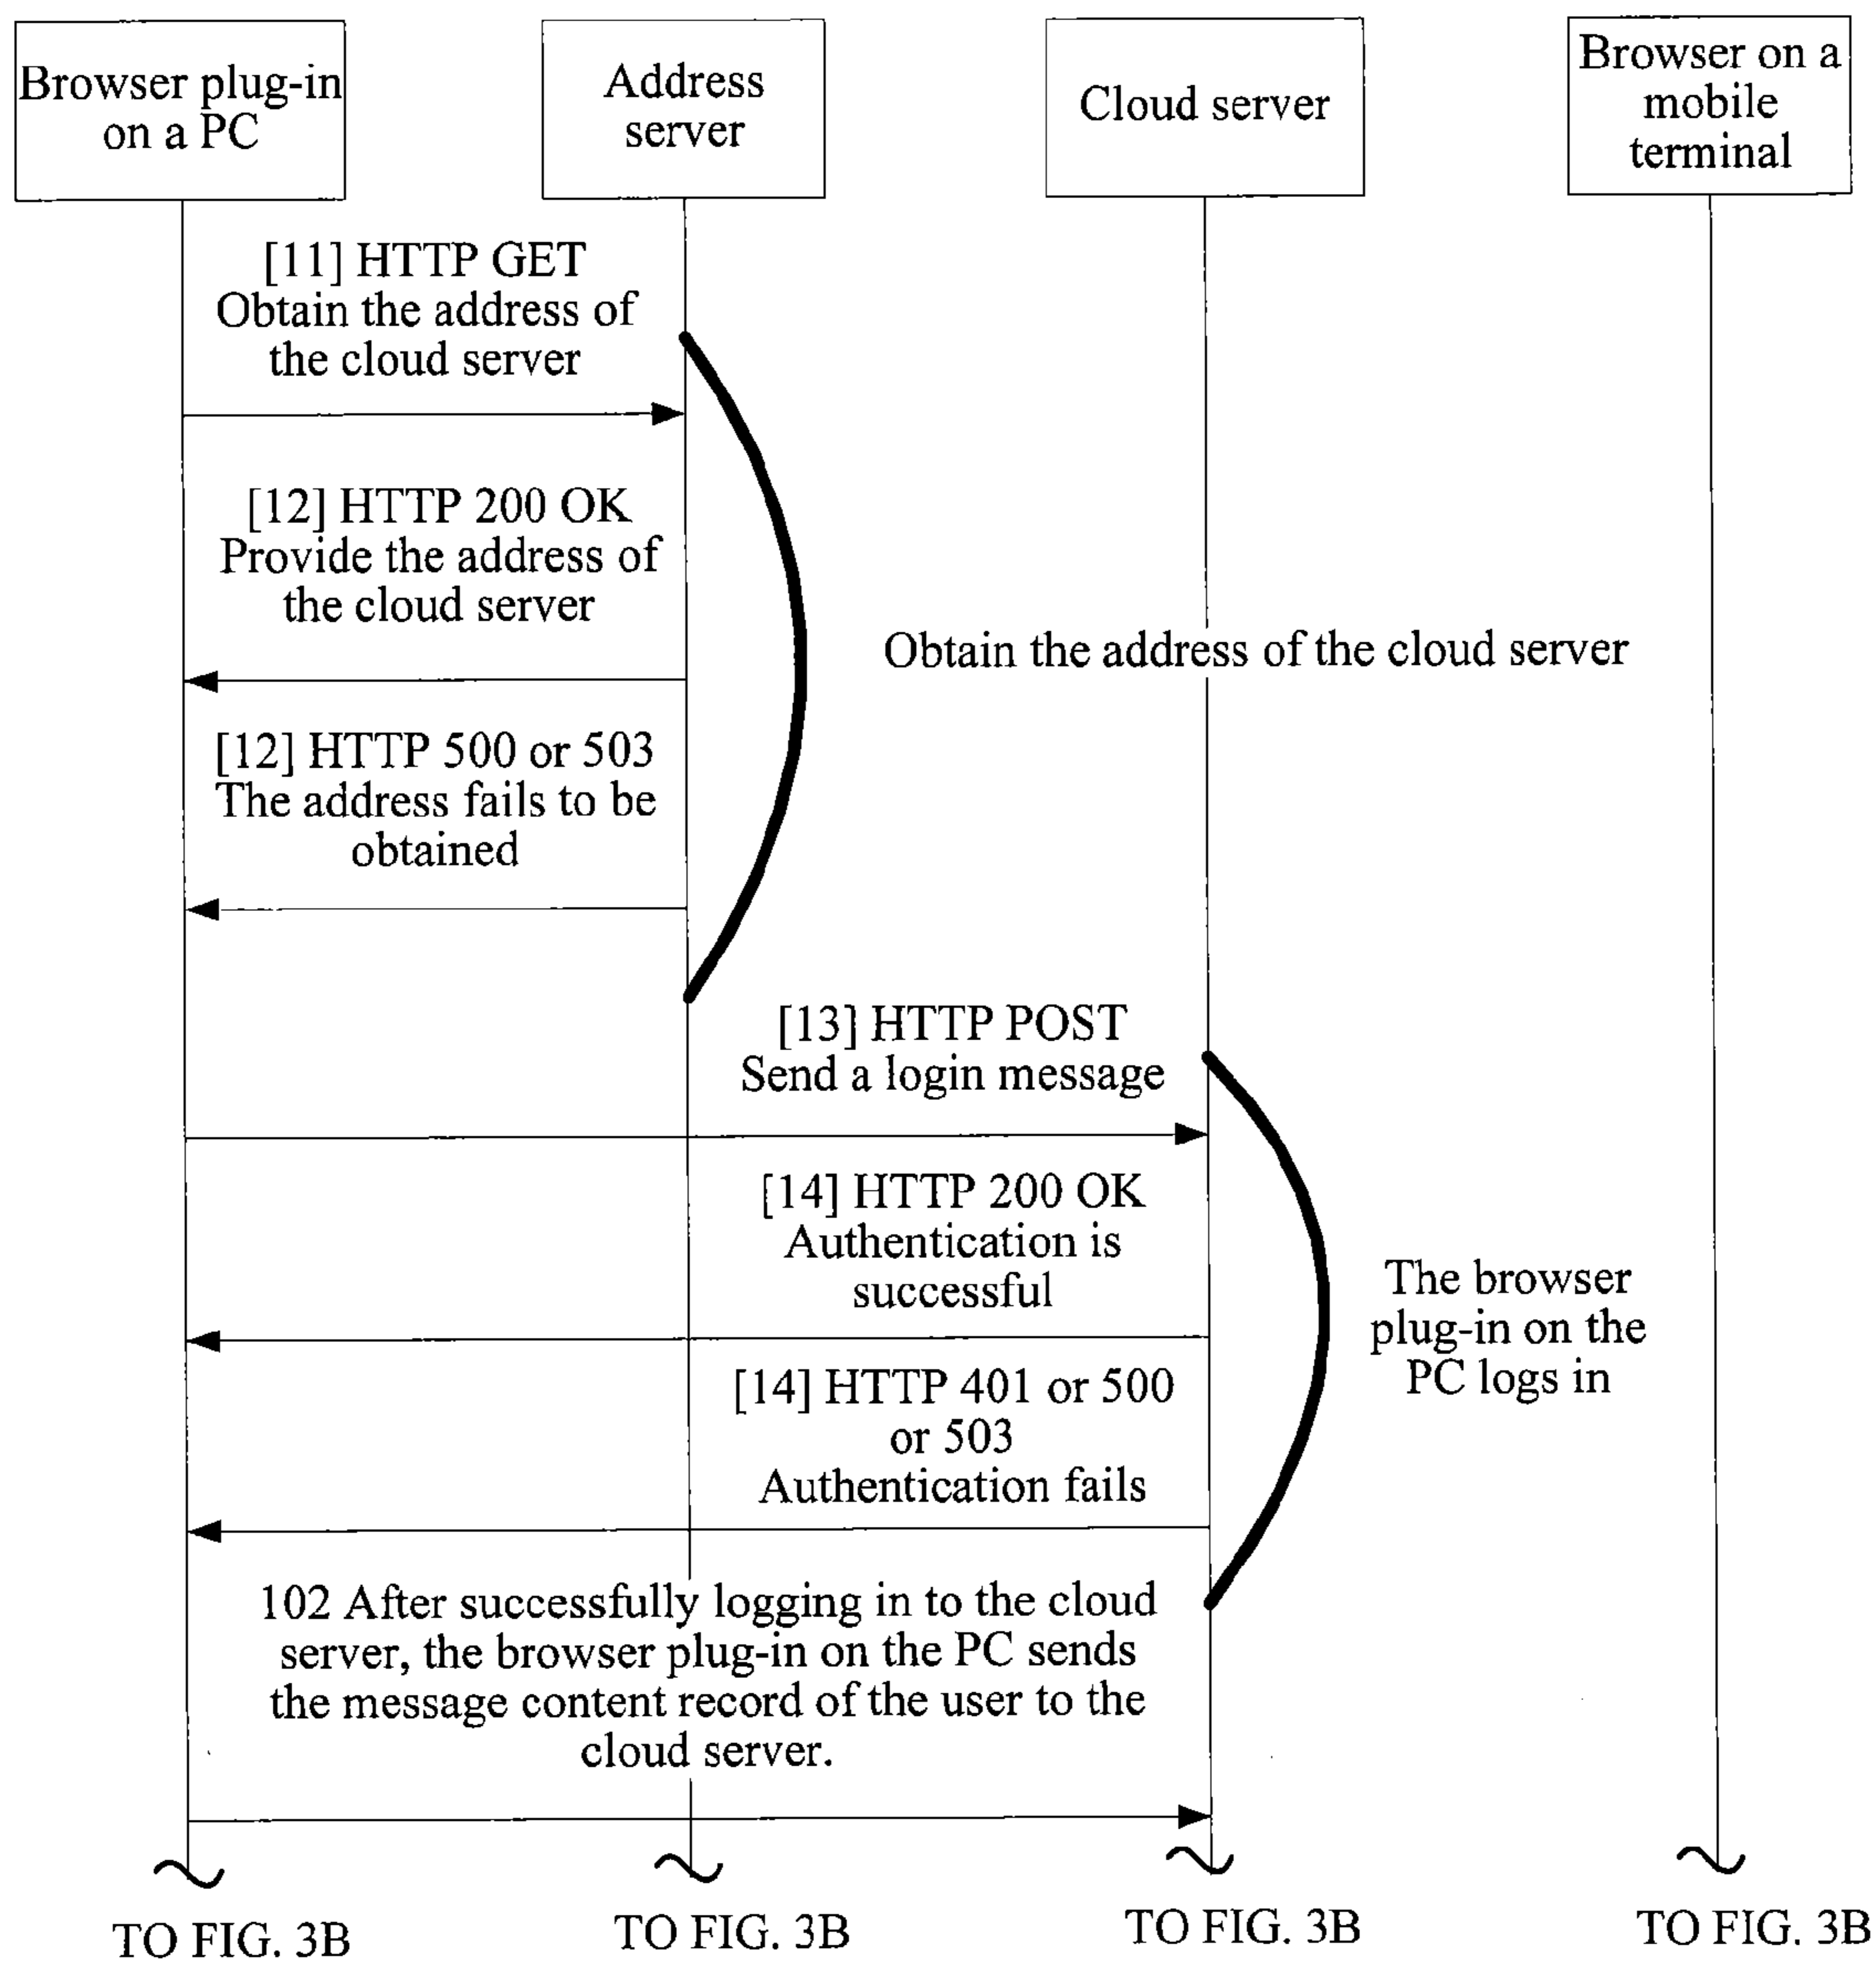 Browser plug-in
on a PC
Address
server
Cloud server
Browser on a
mobile
terminal
[11] HTTP GET
Obtain the address of
the cloud server
[12] HTTP 200 OK
Provide the address of
the cloud server
Obtain the address of the cloud server
[12] HTTP 500 or 503
The address fails to be
obtained
[13] HTTP POST
Send a login message
[14] HTTP 200 OK
Authentication is
successful
The browser
plug-in on the
PC logs in
[14] HTTP 401 or 500
or 503
Authentication fails
102 After successfully logging in to the cloud
server, the browser plug-in on the PC sends
the message content record of the user to the
cloud server.
TO FIG. 3B
TO FIG. 3B
TO FIG. 3B
TO FIG. 3B